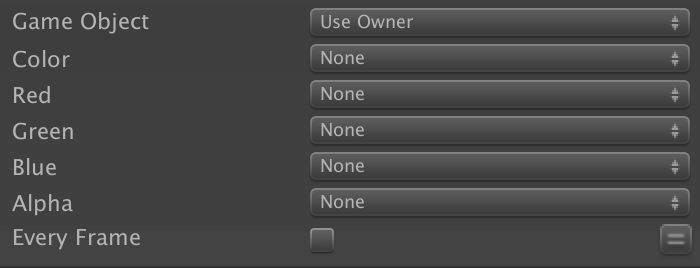 Game Object Use Owner
Color None
Red None
Green None
Blue None
Alpha None
Every Frame